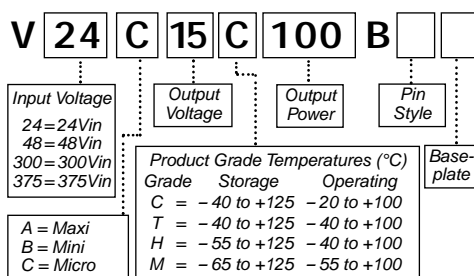 V 24 C 15 C 100 B
Input Voltage
24=24Vin
48=48Vin
300=300Vin
375=375Vin
Output Voltage
Output Power
Pin Style
Base-plate
Product Grade Temperatures (°C)
Grade Storage Operating
C = –40 to +125 –20 to +100
T = –40 to +125 –40 to +100
H = –55 to +125 –40 to +100
M = –65 to +125 –55 to +100
A = Maxi
B = Mini
C = Micro